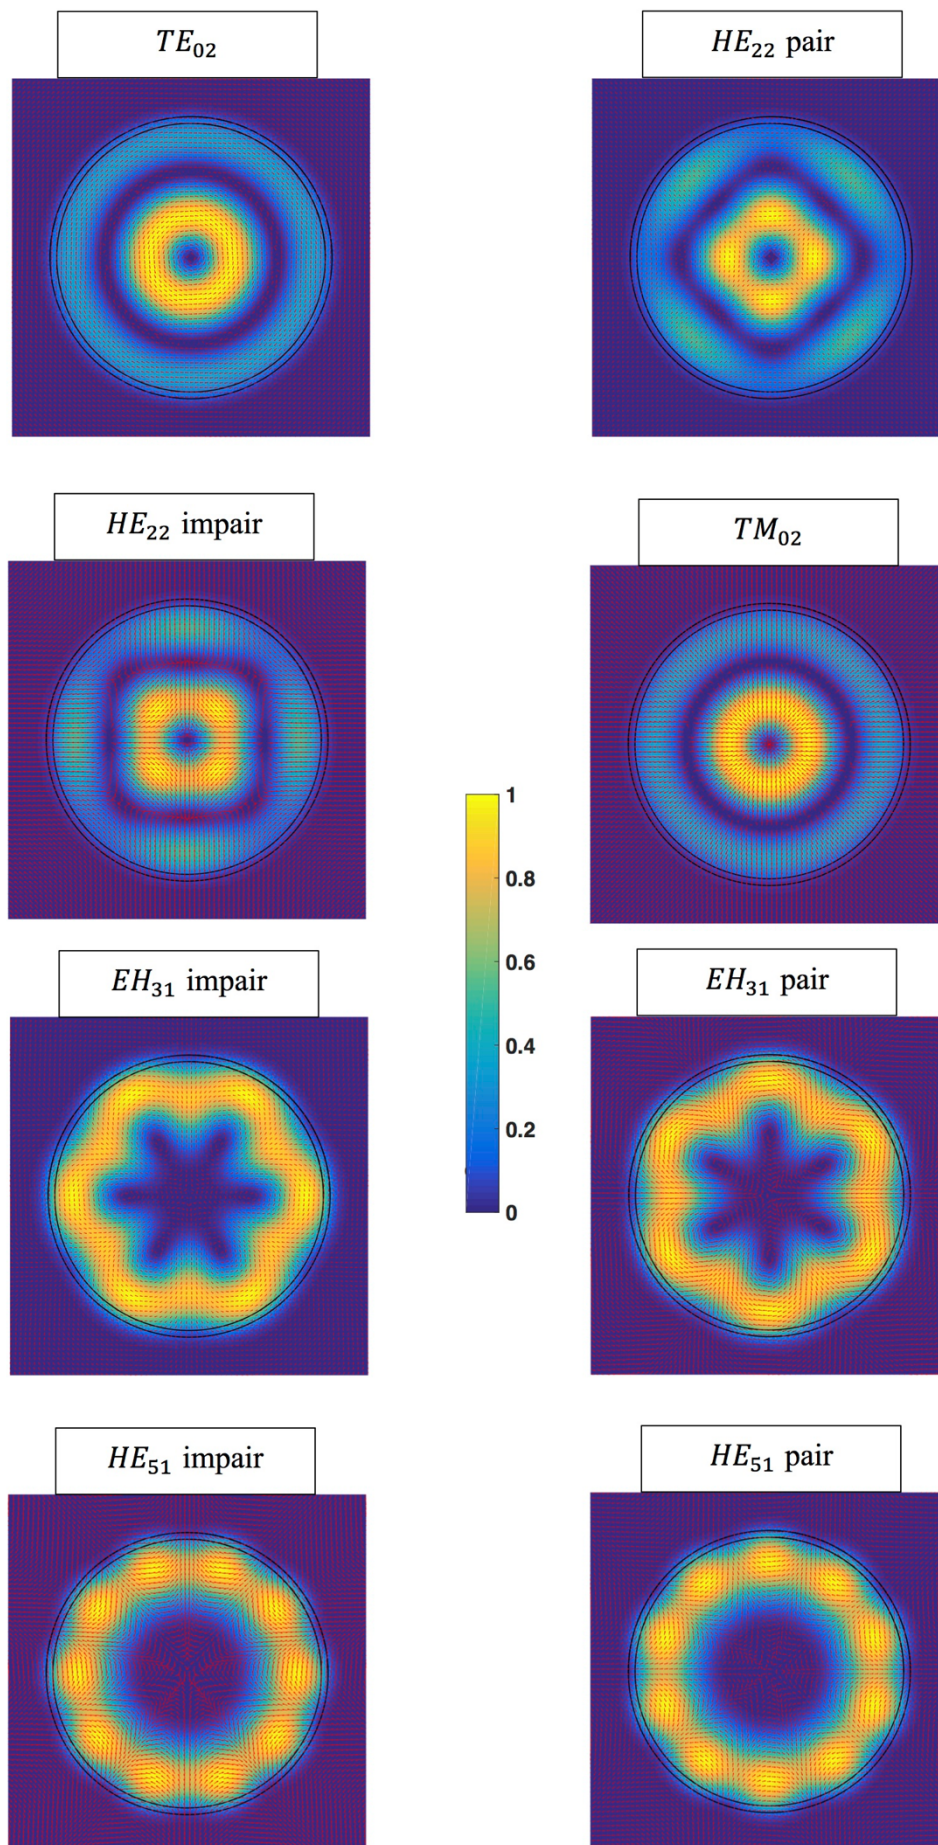 TE₀₂
HE₂₂ pair
HE₂₂ impair
TM₀₂
1
0.8
0.6
0.4
0.2
0
EH₃₁ impair
EH₃₁ pair
HE₅₁ impair
HE₅₁ pair